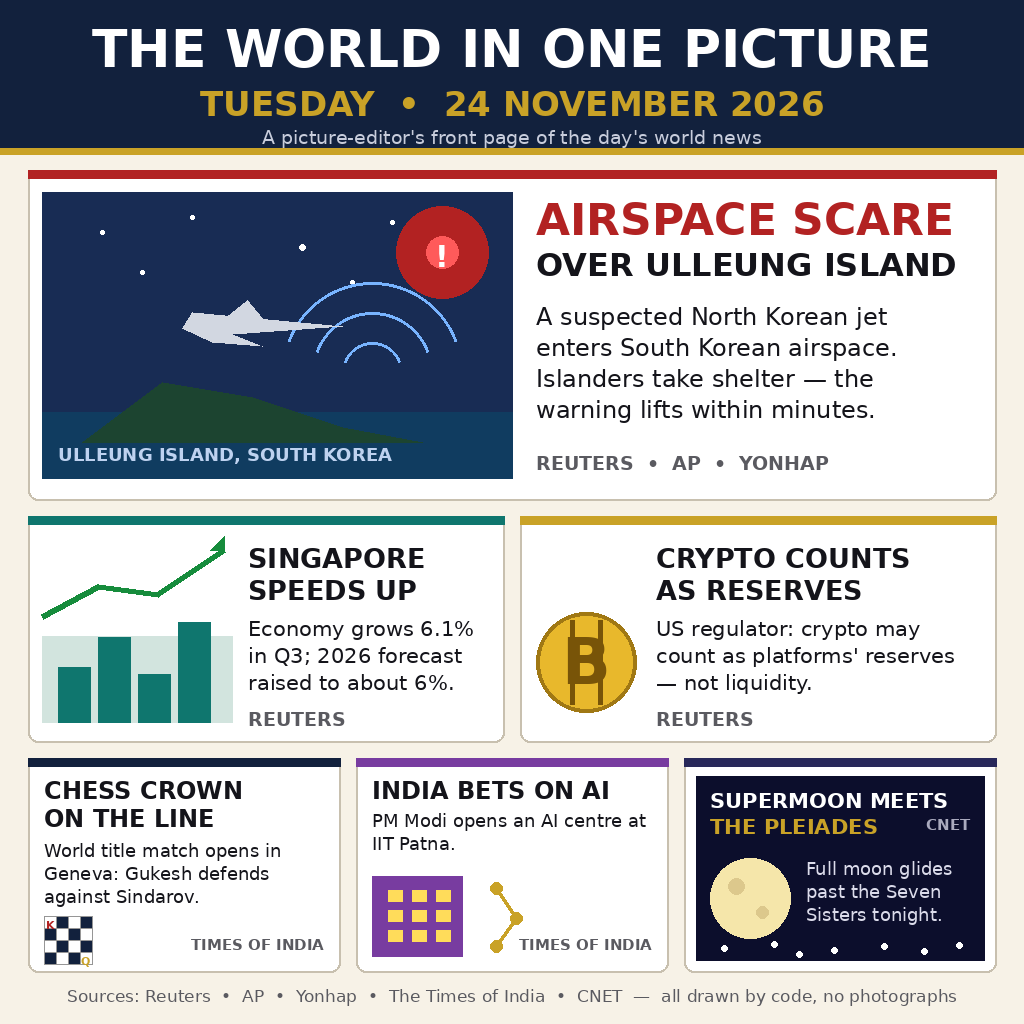 THE WORLD IN ONE PICTURE
TUESDAY • 24 NOVEMBER 2026
A picture-editor's front page of the day's world news
!
ULLEUNG ISLAND, SOUTH KOREA
AIRSPACE SCARE
OVER ULLEUNG ISLAND
A suspected North Korean jet
enters South Korean airspace.
Islanders take shelter — the
warning lifts within minutes.
REUTERS • AP • YONHAP
SINGAPORE
SPEEDS UP
Economy grows 6.1%
in Q3; 2026 forecast
raised to about 6%.
REUTERS
B
CRYPTO COUNTS
AS RESERVES
US regulator: crypto may
count as platforms' reserves
— not liquidity.
REUTERS
CHESS CROWN
ON THE LINE
World title match opens in
Geneva: Gukesh defends
against Sindarov.
K
Q
TIMES OF INDIA
INDIA BETS ON AI
PM Modi opens an AI centre at
IIT Patna.
TIMES OF INDIA
SUPERMOON MEETS
THE PLEIADES
CNET
Full moon glides
past the Seven
Sisters tonight.
Sources: Reuters • AP • Yonhap • The Times of India • CNET — all drawn by code, no photographs